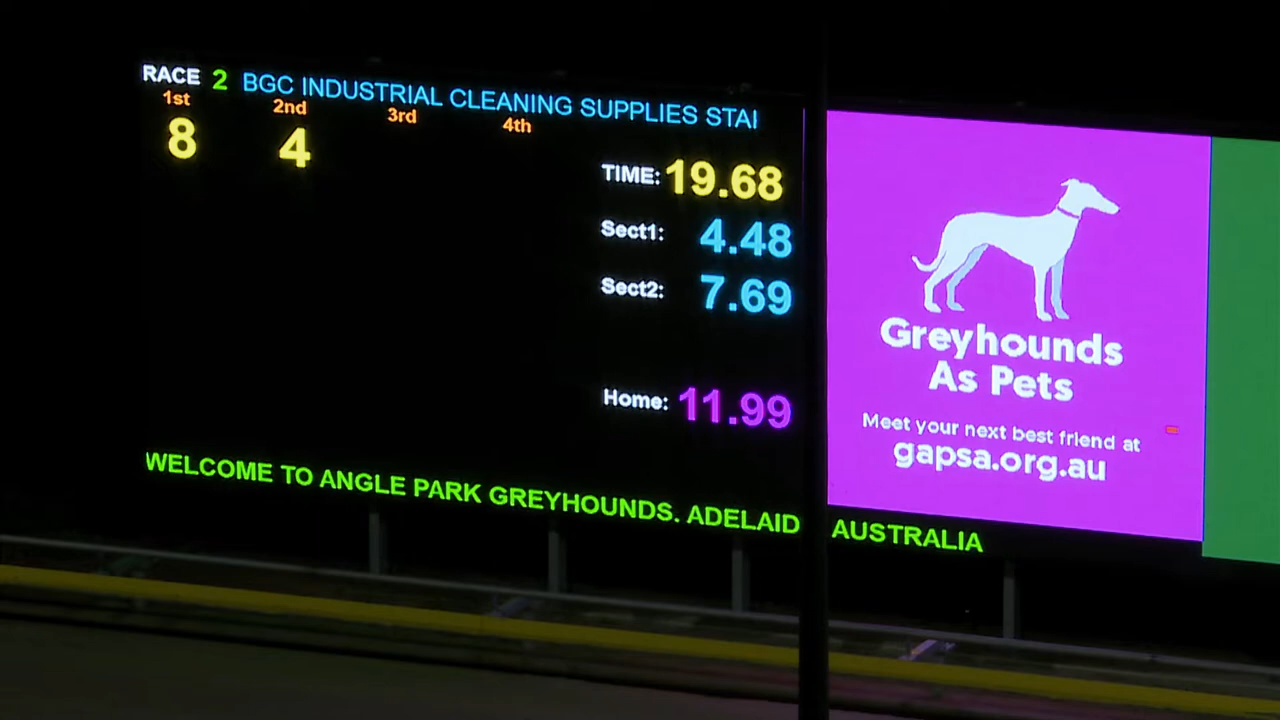 RACE 2 BGC INDUSTRIAL CLEANING SUPPLIES STAI
1st 2nd 3rd 4th
8 4
TIME: 19.68
Sect1: 4.48
Sect2: 7.69
Home: 11.99
WELCOME TO ANGLE PARK GREYHOUNDS. ADELAID AUSTRALIA
Greyhounds
As Pets
Meet your next best friend at
gapsa.org.au